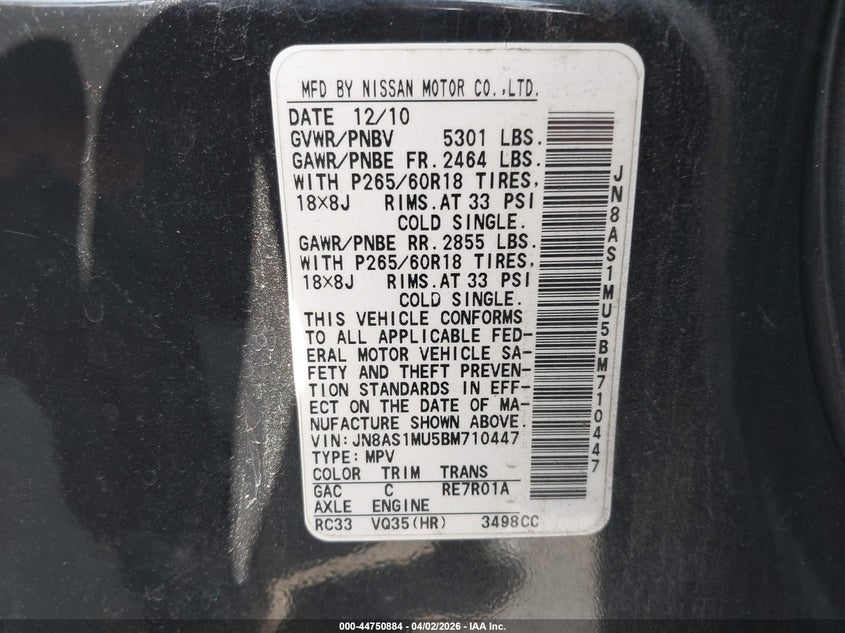 MFD BY NISSAN MOTOR CO.,LTD.
DATE 12/10
GVWR/PNBV 5301 LBS.
GAWR/PNBE FR.2464 LBS.
WITH P265/60R18 TIRES,
18×8J RIMS.AT 33 PSI
COLD SINGLE.
GAWR/PNBE RR.2855 LBS.
WITH P265/60R18 TIRES,
18×8J RIMS.AT 33 PSI
COLD SINGLE.
THIS VEHICLE CONFORMS
TO ALL APPLICABLE FED-
ERAL MOTOR VEHICLE SA-
FETY AND THEFT PREVEN-
TION STANDARDS IN EFF-
ECT ON THE DATE OF MA-
NUFACTURE SHOWN ABOVE.
VIN:JN8AS1MU5BM710447
TYPE:MPV
COLOR TRIM TRANS
GAC C RE7R01A
AXLE ENGINE
RC33 VQ35(HR) 3498CC
JN8AS1MU5BM710447
000-44750884 | 04/02/2026 - IAA Inc.